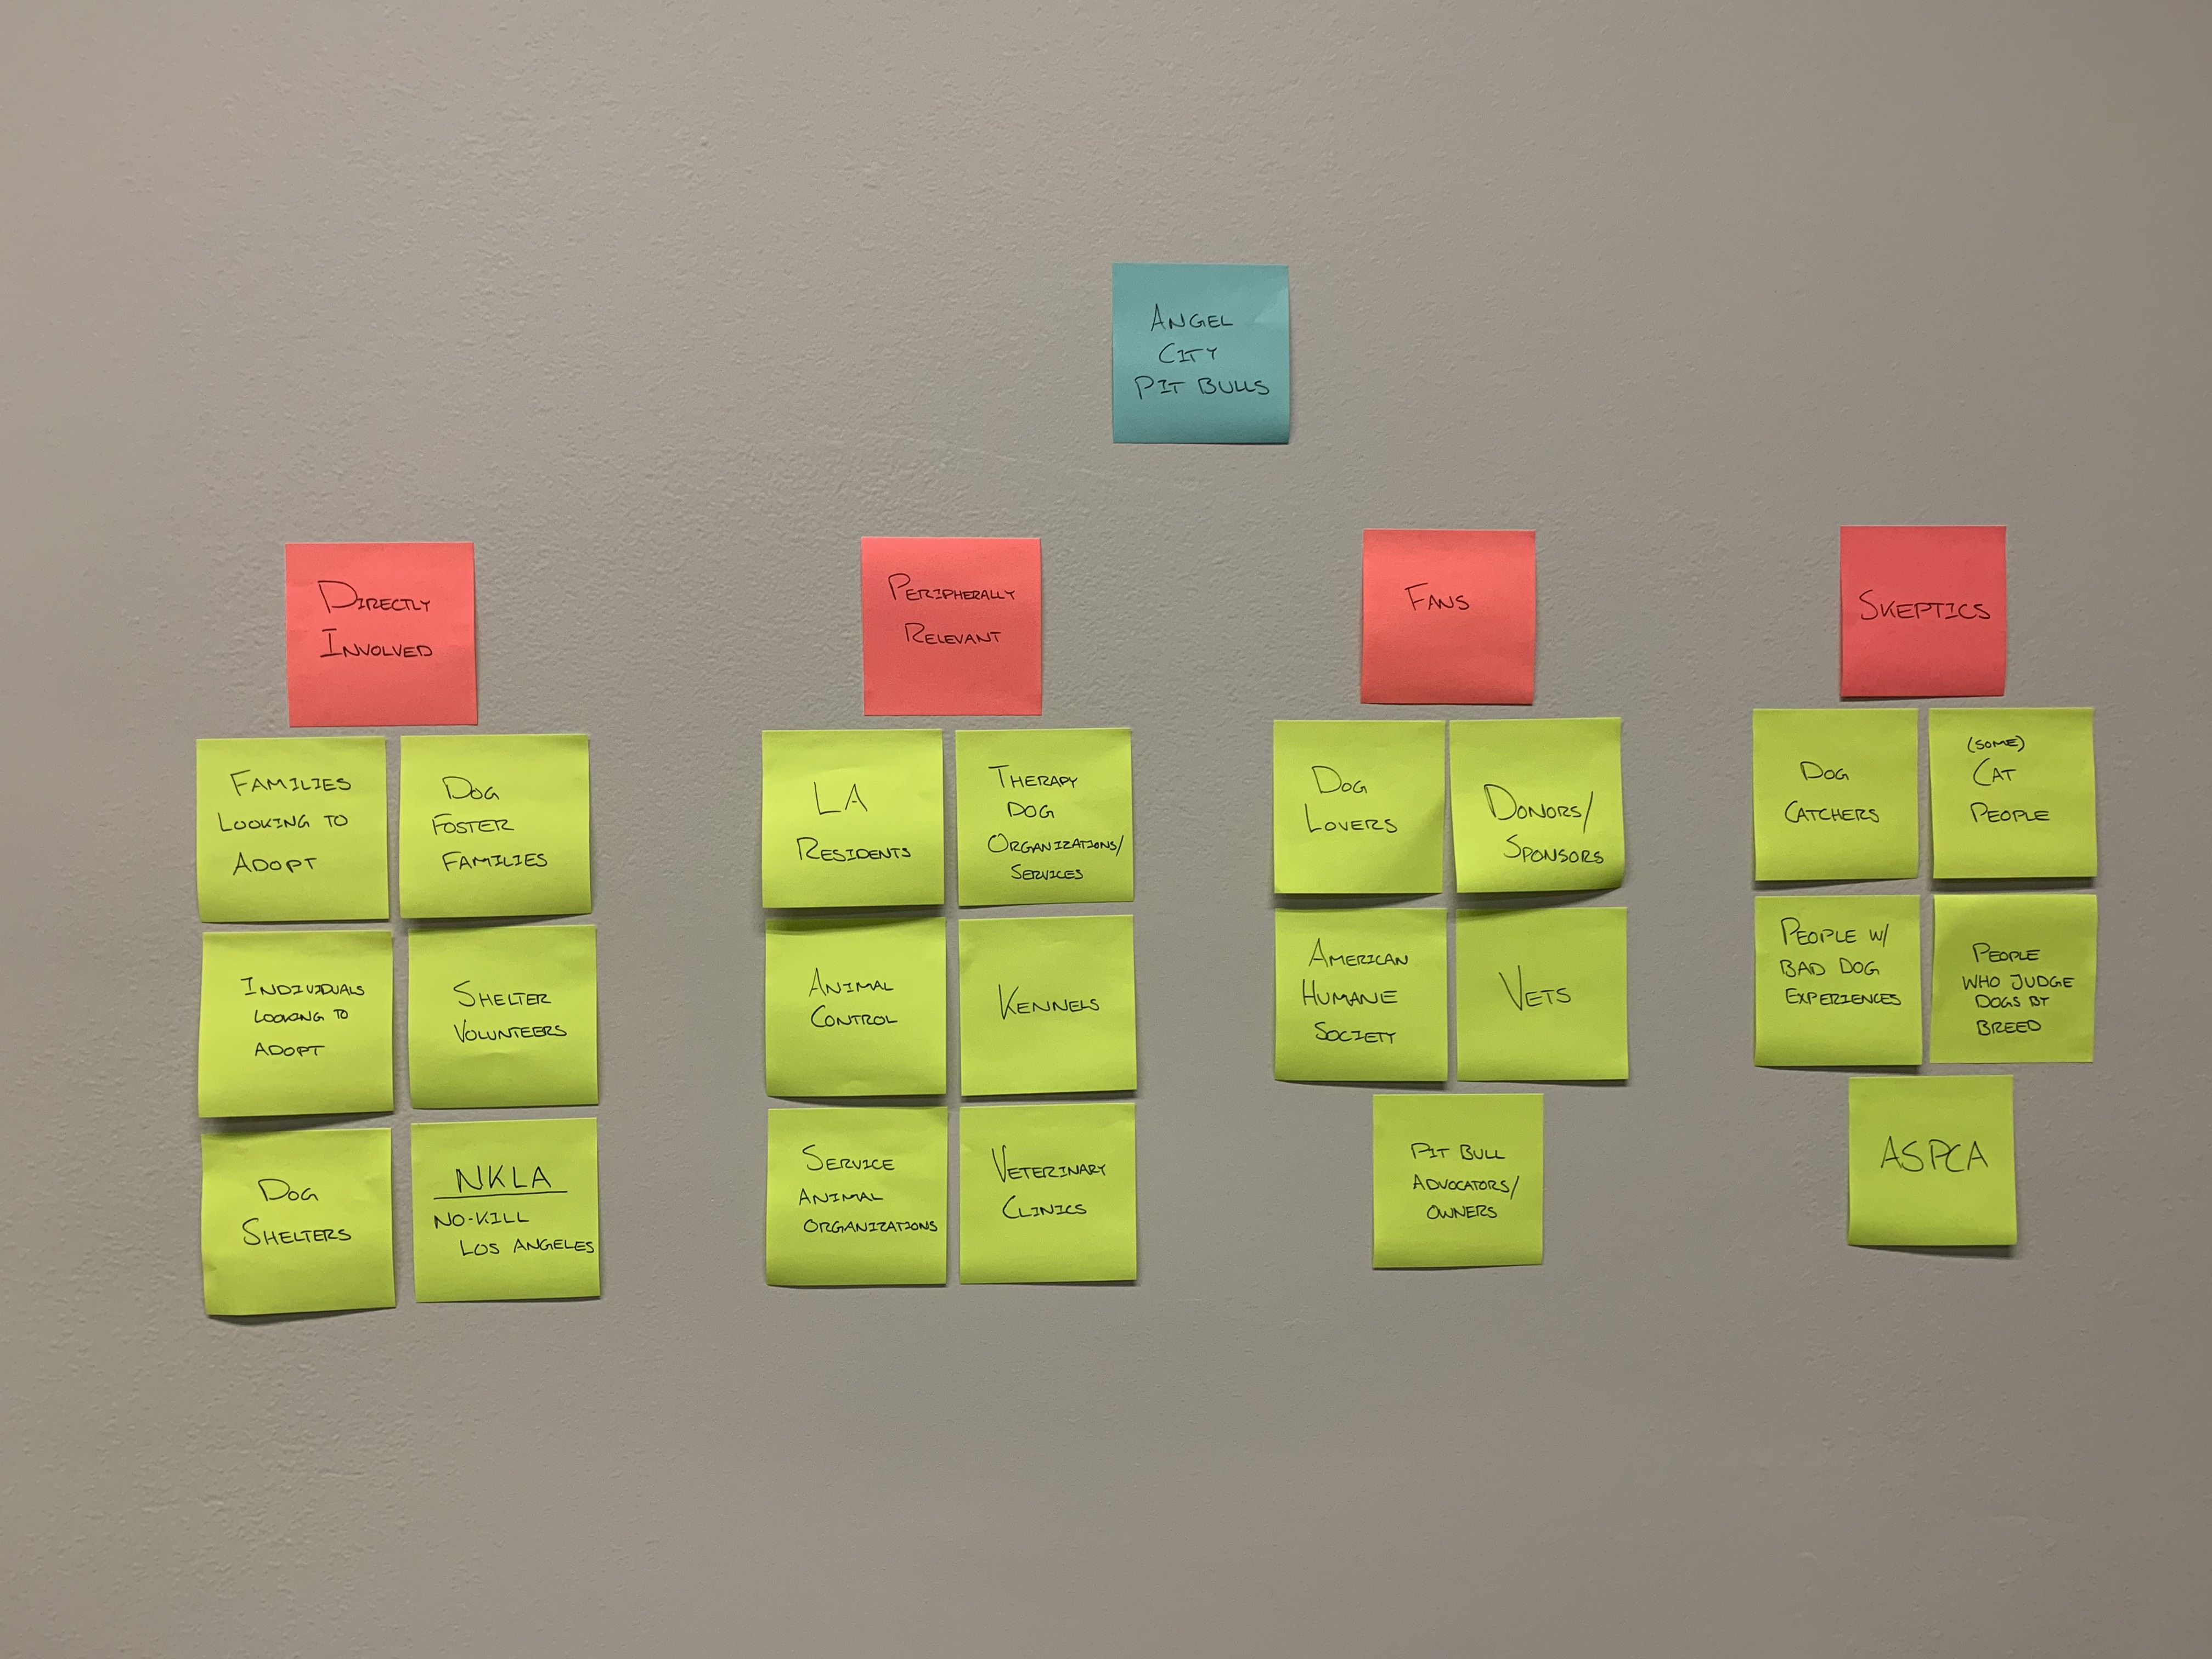 ANGEL
CITY
PIT BULLS
DIRECTLY
INVOLVED
FAMILIES
LOOKING TO
ADOPT
DOG
FOSTER
FAMILIES
INDIVIDUALS
LOOKING TO
ADOPT
SHELTER
VOLUNTEERS
DOG
SHELTERS
NKLA
NO-KILL
LOS ANGELES
PERIPHERALLY
RELEVANT
LA
RESIDENTS
THERAPY
DOG
ORGANIZATIONS/
SERVICES
ANIMAL
CONTROL
KENNELS
SERVICE
ANIMAL
ORGANIZATIONS
VETERINARY
CLINICS
FANS
DOG
LOVERS
DONORS/
SPONSORS
AMERICAN
HUMANE
SOCIETY
VETS
PIT BULL
ADVOCATORS/
OWNERS
SKEPTICS
DOG
CATCHERS
(SOME)
CAT
PEOPLE
PEOPLE W/
BAD DOG
EXPERIENCES
PEOPLE
WHO JUDGE
DOGS BY
BREED
ASPCA